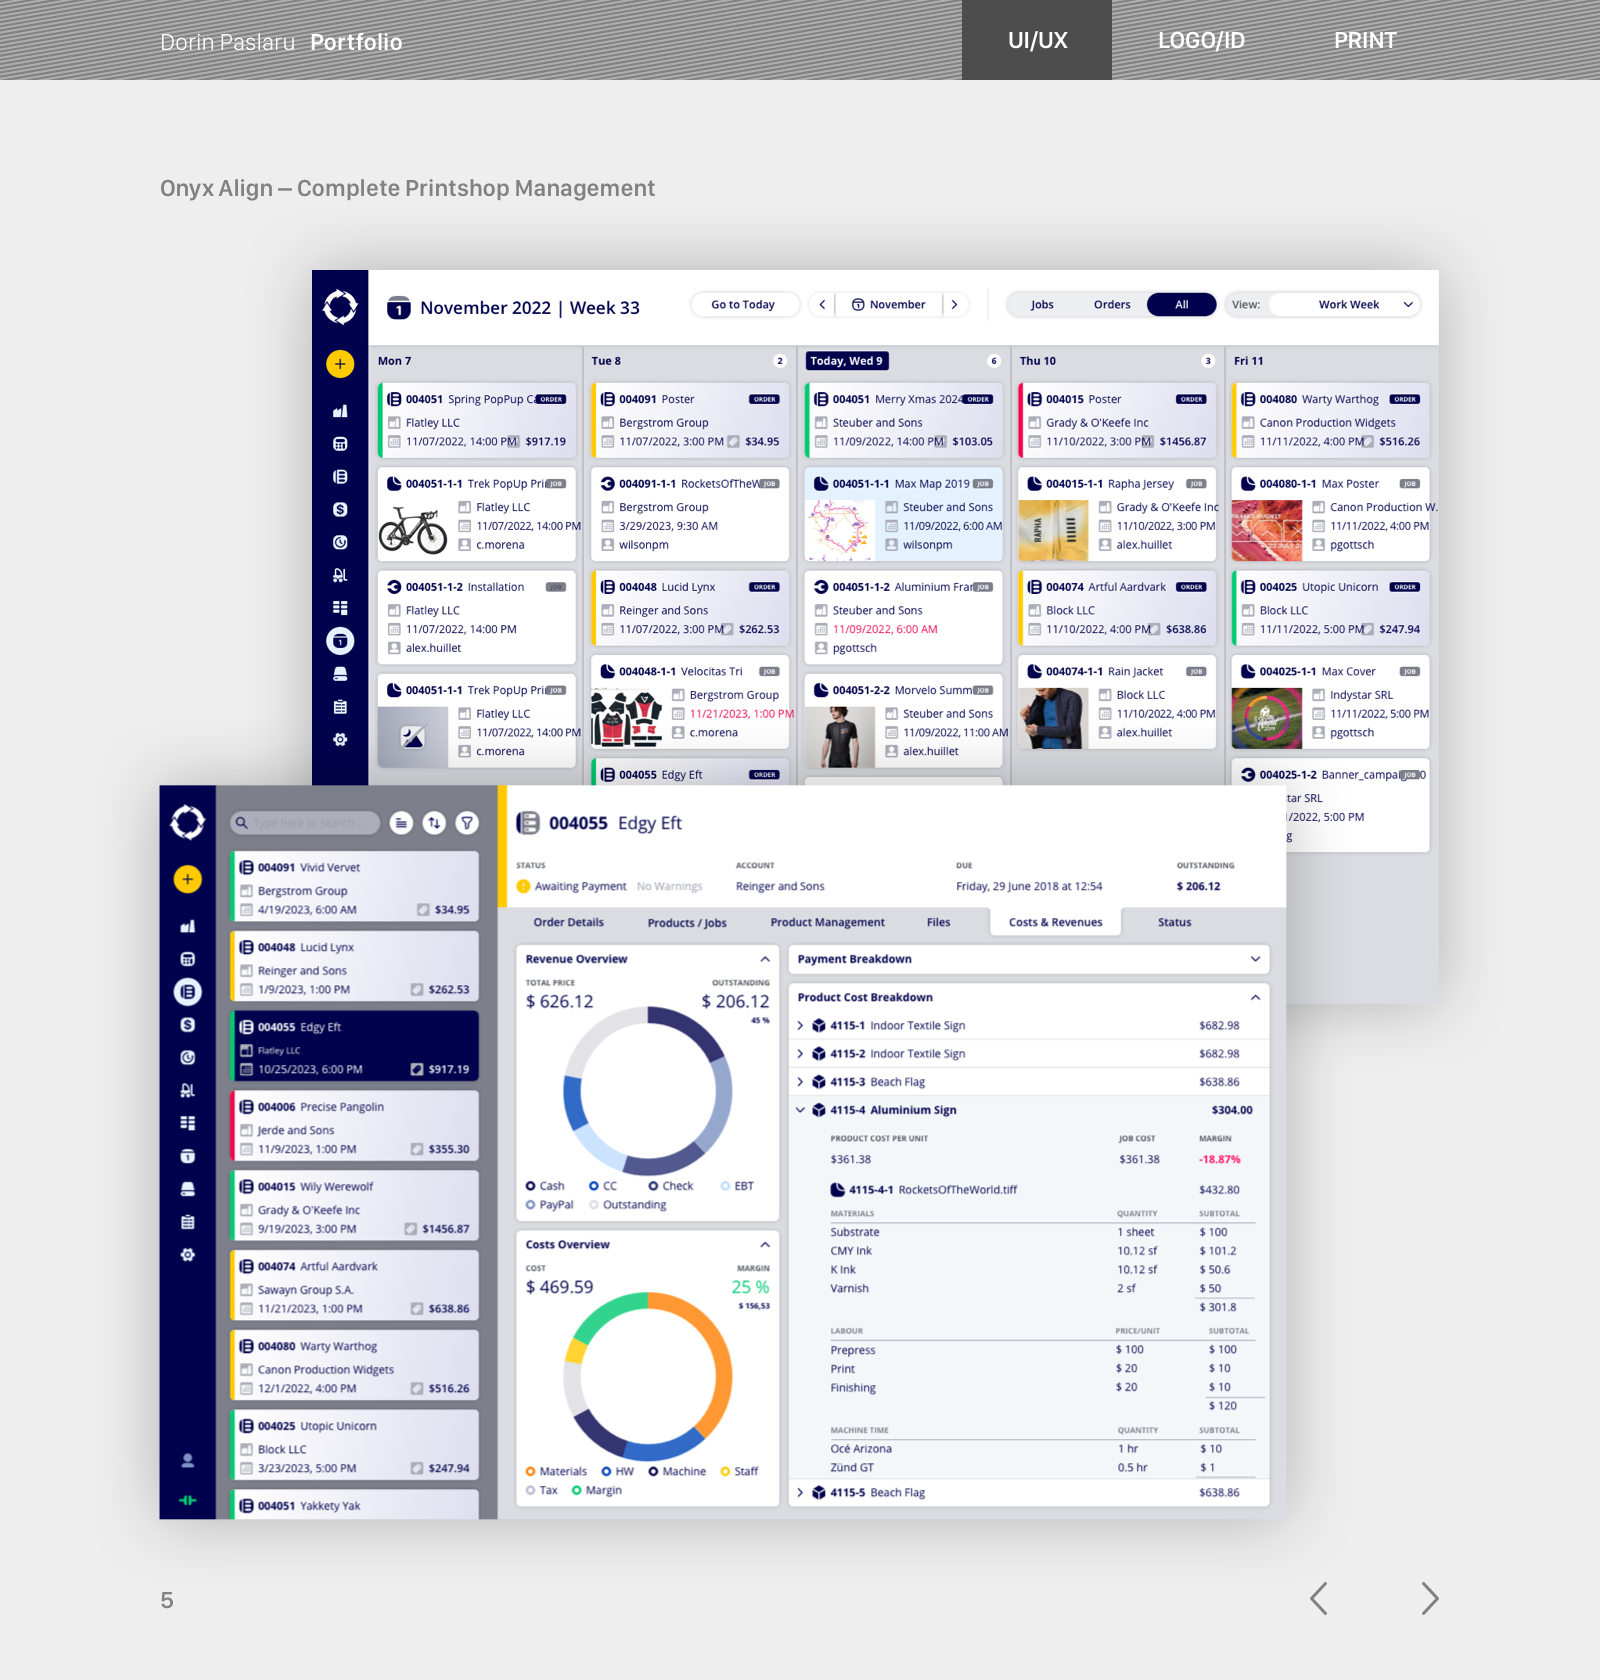 Dorin Paslaru Portfolio
UI/UX
LOGO/ID
PRINT
Onyx Align – Complete Printshop Management
1 November 2022 | Week 33
Go to Today
November
Jobs Orders All
View: Work Week
Mon 7
004051 Spring PopPup ORDER
Flatley LLC
11/07/2022, 14:00 PM $917.19
004051-1-1 Trek PopUp JOB
Flatley LLC
11/07/2022, 14:00 PM
c.morena
004051-1-2 Installation JOB
Flatley LLC
11/07/2022, 14:00 PM
alex.huillet
004051-1-1 Trek PopUp JOB
Flatley LLC
11/07/2022, 14:00 PM
c.morena
Tue 8 2
004091 Poster ORDER
Bergstrom Group
11/07/2022, 3:00 PM $34.95
004091-1-1 RocketsOfTheW JOB
Bergstrom Group
3/29/2023, 9:30 AM
wilsonpm
004048 Lucid Lynx ORDER
Reinger and Sons
11/07/2022, 3:00 PM $262.53
004048-1-1 Velocitas Tri JOB
Bergstrom Group
11/21/2023, 1:00 PM
c.morena
004055 Edgy Eft ORDER
Today, Wed 9 6
004051 Merry Xmas 2024 ORDER
Steuber and Sons
11/09/2022, 14:00 PM $103.05
004051-1-1 Max Map 2019 JOB
Steuber and Sons
11/09/2022, 6:00 AM
wilsonpm
004051-1-2 Aluminium Fra JOB
Steuber and Sons
11/09/2022, 6:00 AM
pgottsch
004051-2-2 Morvelo Summ JOB
Steuber and Sons
11/09/2022, 11:00 AM
alex.huillet
Thu 10 3
004015 Poster ORDER
Grady & O'Keefe Inc
11/10/2022, 3:00 PM $1456.87
004015-1-1 Rapha Jersey JOB
RAPHA
Grady & O'Keefe Inc
11/10/2022, 3:00 PM
alex.huillet
004074 Artful Aardvark ORDER
Block LLC
11/10/2022, 4:00 PM $638.86
004074-1-1 Rain Jacket JOB
Block LLC
11/10/2022, 4:00 PM
alex.huillet
Fri 11
004080 Warty Warthog ORDER
Canon Production Widgets
11/11/2022, 4:00 PM $516.26
004080-1-1 Max Poster JOB
Canon Production W.
11/11/2022, 4:00 PM
pgottsch
004025 Utopic Unicorn ORDER
Block LLC
11/11/2022, 5:00 PM $247.94
004025-1-1 Max Cover JOB
Indystar SRL
11/11/2022, 5:00 PM
pgottsch
004025-1-2 Banner_campai JOB
tar SRL
/2022, 5:00 PM
g
Type here to search ...
004091 Vivid Vervet
Bergstrom Group
4/19/2023, 6:00 AM $34.95
004048 Lucid Lynx
Reinger and Sons
1/9/2023, 1:00 PM $262.53
004055 Edgy Eft
Flatley LLC
10/25/2023, 6:00 PM $917.19
004006 Precise Pangolin
Jerde and Sons
11/9/2023, 1:00 PM $355.30
004015 Wily Werewolf
Grady & O'Keefe Inc
9/19/2023, 3:00 PM $1456.87
004074 Artful Aardvark
Sawayn Group S.A.
11/21/2023, 1:00 PM $638.86
004080 Warty Warthog
Canon Production Widgets
12/1/2022, 4:00 PM $516.26
004025 Utopic Unicorn
Block LLC
3/23/2023, 5:00 PM $247.94
004051 Yakkety Yak
004055 Edgy Eft
STATUS ACCOUNT DUE OUTSTANDING
Awaiting Payment No Warnings Reinger and Sons Friday, 29 June 2018 at 12:54 $ 206.12
Order Details Products / Jobs Product Management Files Costs & Revenues Status
Revenue Overview
TOTAL PRICE OUTSTANDING
$ 626.12 $ 206.12
45 %
Cash CC Check EBT
PayPal Outstanding
Costs Overview
COST MARGIN
$ 469.59 25 %
$ 156,53
Materials HW Machine Staff
Tax Margin
Payment Breakdown
Product Cost Breakdown
4115-1 Indoor Textile Sign $682.98
4115-2 Indoor Textile Sign $682.98
4115-3 Beach Flag $638.86
4115-4 Aluminium Sign $304.00
PRODUCT COST PER UNIT JOB COST MARGIN
$361.38 $361.38 -18.87%
4115-4-1 RocketsOfTheWorld.tiff $432.80
MATERIALS QUANTITY SUBTOTAL
Substrate 1 sheet $ 100
CMY Ink 10.12 sf $ 101.2
K Ink 10.12 sf $ 50.6
Varnish 2 sf $ 50
$ 301.8
LABOUR PRICE/UNIT SUBTOTAL
Prepress $ 100 $ 100
Print $ 20 $ 10
Finishing $ 20 $ 10
$ 120
MACHINE TIME QUANTITY SUBTOTAL
Océ Arizona 1 hr $ 10
Zünd GT 0.5 hr $ 1
4115-5 Beach Flag $638.86
5